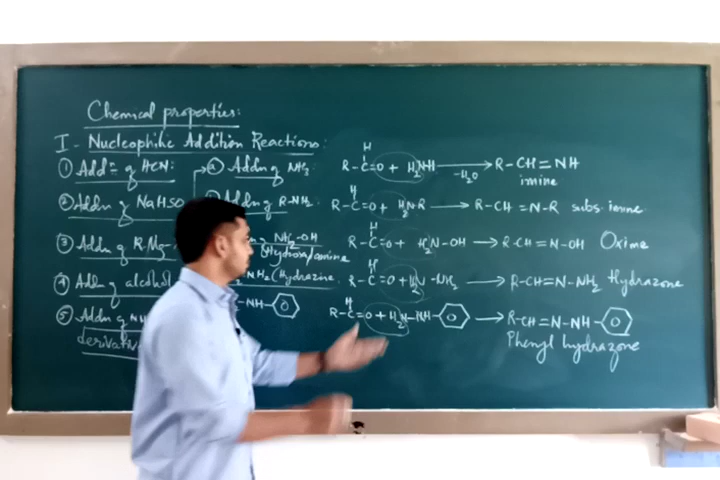 Chemical properties:
I - Nucleophilic Addition Reactions:
① Addn of HCN:
② Addn of NaHSO
③ Addn of R-Mg-
④ Addn of alcohol
⑤ Addn of NH
derivativ
ⓐ Addn of NH3
Addn of R-NH2
NH2-OH
(Hydroxylamine
NH2 (Hydrazine
-NH-
H
R-C=O + H2NH → R-CH=NH
-H2O
imine
H
R-C=O + H2N-R → R-CH=N-R subs. imine
H
R-C=O + H2N-OH → R-CH=N-OH Oxime
H
R-C=O + H2N-NH2 → R-CH=N-NH2 Hydrazone
H
R-C=O + H2N-NH- → R-CH=N-NH-
Phenyl hydrazone